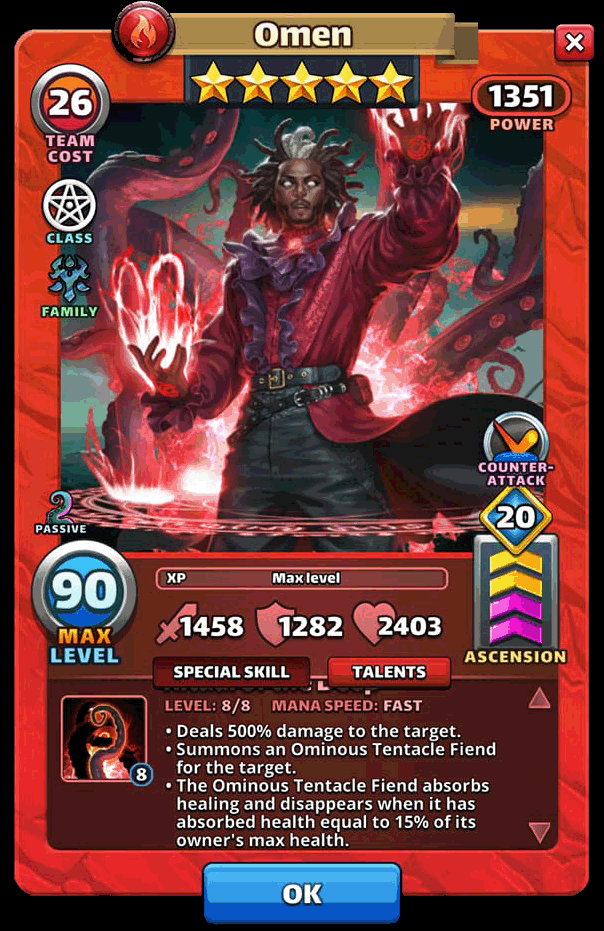 Omen
26
TEAM
COST
1351
POWER
CLASS
FAMILY
COUNTER-
ATTACK
PASSIVE
20
90
MAX
LEVEL
XP
Max level
1458
1282
2403
ASCENSION
SPECIAL SKILL
TALENTS
LEVEL: 8/8
MANA SPEED: FAST
8
• Deals 500% damage to the target.
• Summons an Ominous Tentacle Fiend
for the target.
• The Ominous Tentacle Fiend absorbs
healing and disappears when it has
absorbed health equal to 15% of its
owner's max health.
OK